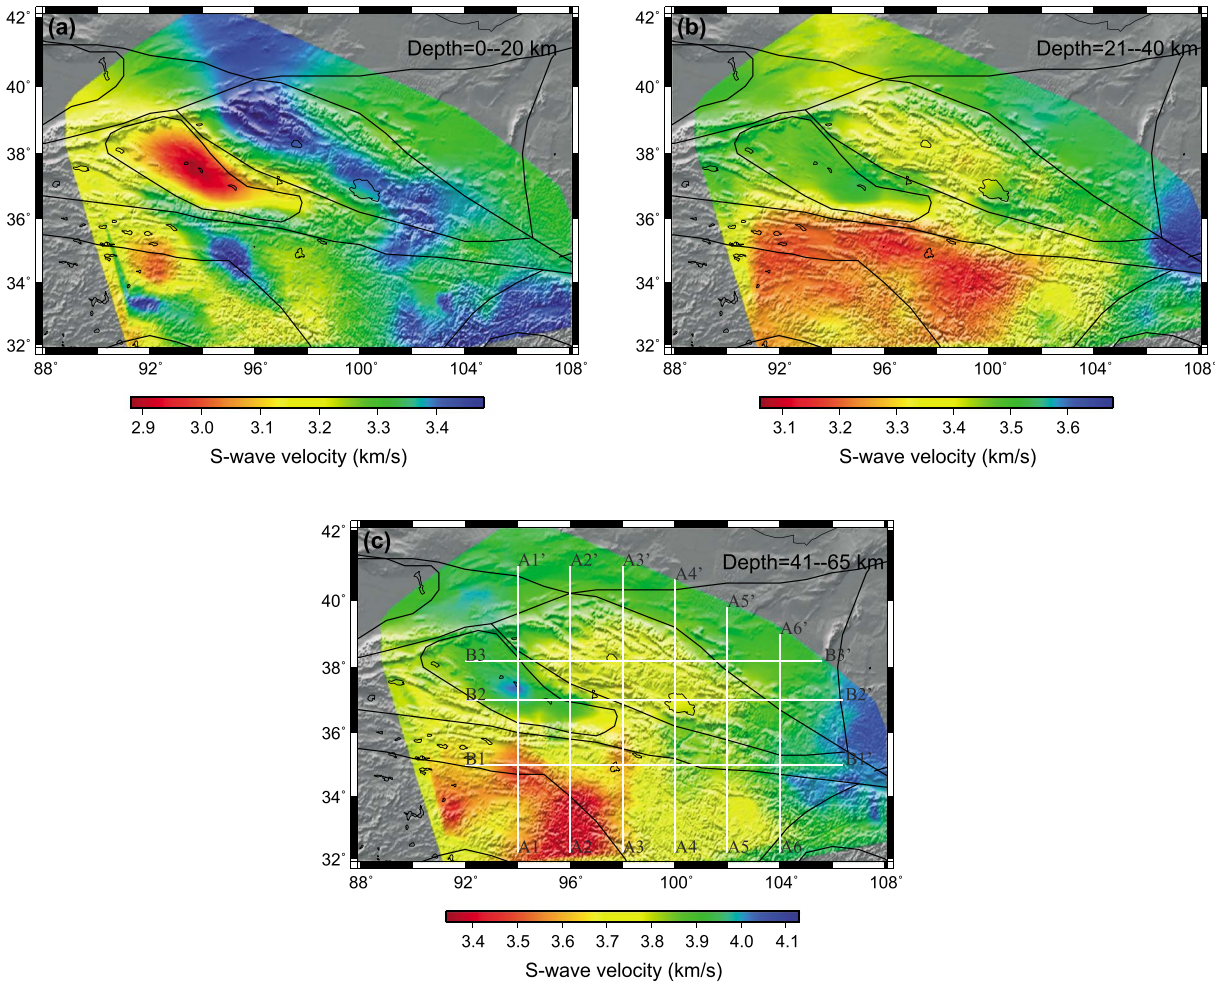 (a)
Depth=0--20 km
42˚
40˚
38˚
36˚
34˚
32˚
88˚ 92˚ 96˚ 100˚ 104˚ 108˚
2.9 3.0 3.1 3.2 3.3 3.4
S-wave velocity (km/s)
(b)
Depth=21--40 km
42˚
40˚
38˚
36˚
34˚
32˚
88˚ 92˚ 96˚ 100˚ 104˚ 108˚
3.1 3.2 3.3 3.4 3.5 3.6
S-wave velocity (km/s)
(c)
Depth=41--65 km
42˚
40˚
38˚
36˚
34˚
32˚
A1' A2' A3' A4' A5' A6'
B3 B3'
B2 B2'
B1 B1'
A1 A2 A3 A4 A5 A6
88˚ 92˚ 96˚ 100˚ 104˚ 108˚
3.4 3.5 3.6 3.7 3.8 3.9 4.0 4.1
S-wave velocity (km/s)